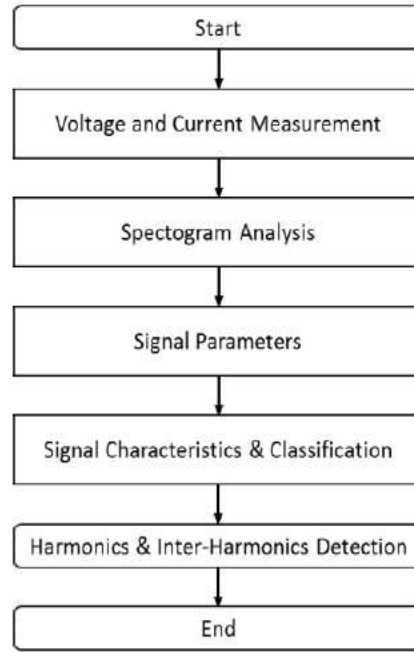 Start
Voltage and Current Measurement
Spectogram Analysis
Signal Parameters
Signal Characteristics & Classification
Harmonics & Inter-Harmonics Detection
End